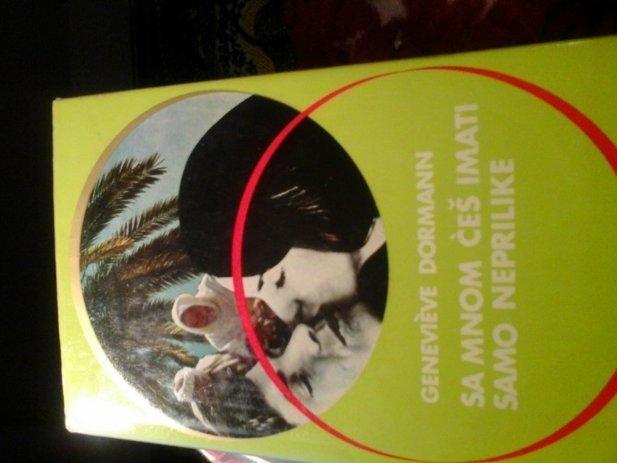 GENEVIÈVE DORMANN
SA MNOM ĆEŠ IMATI
SAMO NEPRILIKE